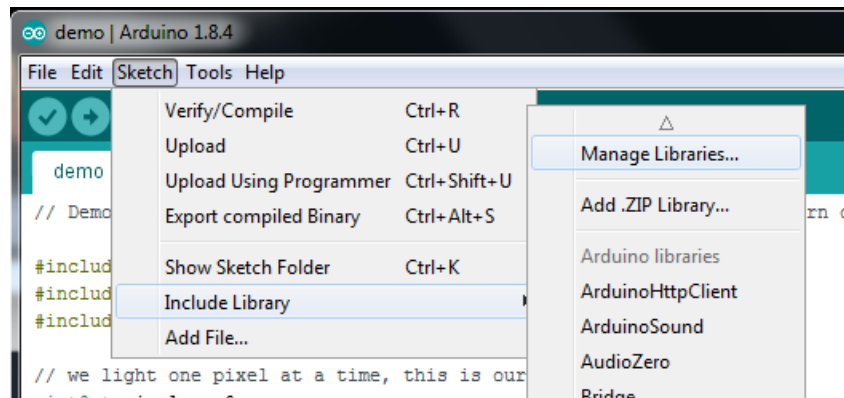 demo | Arduino 1.8.4
File Edit Sketch Tools Help
Verify/Compile Ctrl+R
Upload Ctrl+U
Upload Using Programmer Ctrl+Shift+U
Export compiled Binary Ctrl+Alt+S
Show Sketch Folder Ctrl+K
Include Library
Add File...
Manage Libraries...
Add .ZIP Library...
Arduino libraries
ArduinoHttpClient
ArduinoSound
AudioZero
Bridge
demo
// Demo
#includ
#includ
#includ
// we light one pixel at a time, this is our